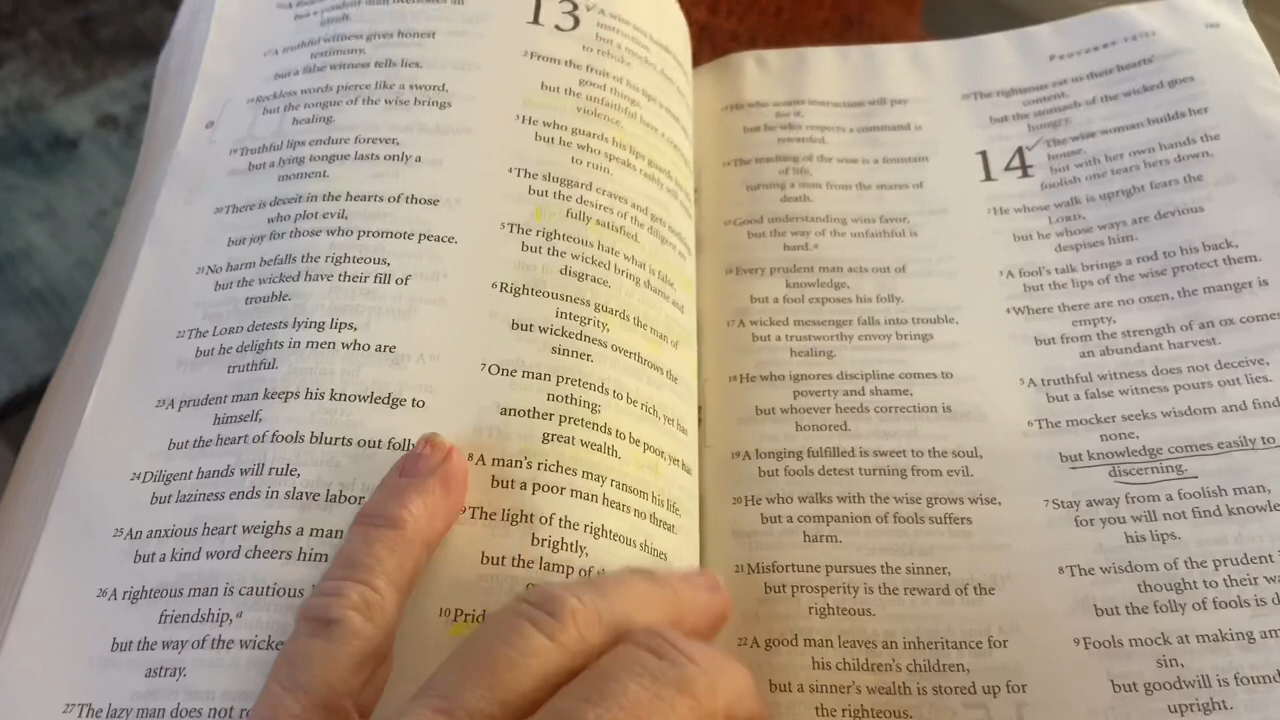 17A truthful witness gives honest
testimony,
but a false witness tells lies.
18Reckless words pierce like a sword,
but the tongue of the wise brings
healing.
19Truthful lips endure forever,
but a lying tongue lasts only a
moment.
20There is deceit in the hearts of those
who plot evil,
but joy for those who promote peace.
21No harm befalls the righteous,
but the wicked have their fill of
trouble.
22The LORD detests lying lips,
but he delights in men who are
truthful.
23A prudent man keeps his knowledge to
himself,
but the heart of fools blurts out folly
24Diligent hands will rule,
but laziness ends in slave labor
25An anxious heart weighs a man
but a kind word cheers him
26A righteous man is cautious
friendship,a
but the way of the wicke
astray.
27The lazy man does not ro
13
A wise son
instruction,
but a mocker does
to rebuke.
2From the fruit of his lips a man
good things,
but the unfaithful have a
violence.
3He who guards his lips guards
but he who speaks rashly will
to ruin.
4The sluggard craves and gets nothing,
but the desires of the diligent are
fully satisfied.
5The righteous hate what is false,
but the wicked bring shame and
disgrace.
6Righteousness guards the man of
integrity,
but wickedness overthrows the
sinner.
7One man pretends to be rich, yet has
nothing;
another pretends to be poor, yet has
great wealth.
8A man's riches may ransom his life,
but a poor man hears no threat.
9The light of the righteous shines
brightly,
but the lamp of
10Prid
13He who scorns instruction will pay
for it,
but he who respects a command is
rewarded.
14The teaching of the wise is a fountain
of life,
turning a man from the snares of
death.
15Good understanding wins favor,
but the way of the unfaithful is
hard.a
16Every prudent man acts out of
knowledge,
but a fool exposes his folly.
17A wicked messenger falls into trouble,
but a trustworthy envoy brings
healing.
18He who ignores discipline comes to
poverty and shame,
but whoever heeds correction is
honored.
19A longing fulfilled is sweet to the soul,
but fools detest turning from evil.
20He who walks with the wise grows wise,
but a companion of fools suffers
harm.
21Misfortune pursues the sinner,
but prosperity is the reward of the
righteous.
22A good man leaves an inheritance for
his children's children,
but a sinner's wealth is stored up for
the righteous.
25The righteous eat to their hearts'
content,
but the stomach of the wicked goes
hungry.
14
The wise woman builds her
house,
but with her own hands the
foolish one tears hers down.
2He whose walk is upright fears the
LORD,
but he whose ways are devious
despises him.
3A fool's talk brings a rod to his back,
but the lips of the wise protect them.
4Where there are no oxen, the manger is
empty,
but from the strength of an ox comes
an abundant harvest.
5A truthful witness does not deceive,
but a false witness pours out lies.
6The mocker seeks wisdom and find
none,
but knowledge comes easily to
discerning.
7Stay away from a foolish man,
for you will not find knowle
his lips.
8The wisdom of the prudent
thought to their wa
but the folly of fools is d
9Fools mock at making am
sin,
but goodwill is found
upright.